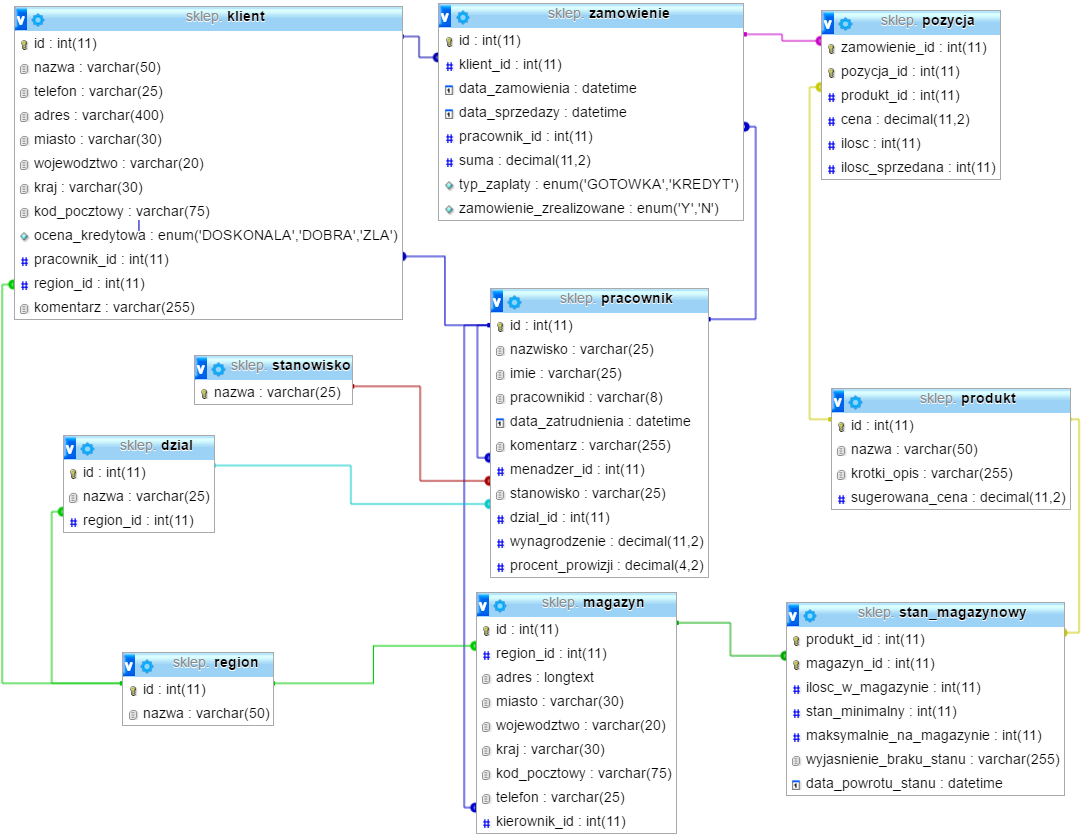 sklep. klient
id : int(11)
nazwa : varchar(50)
telefon : varchar(25)
adres : varchar(400)
miasto : varchar(30)
wojewodztwo : varchar(20)
kraj : varchar(30)
kod_pocztowy : varchar(75)
ocena_kredytowa : enum('DOSKONALA','DOBRA','ZLA')
pracownik_id : int(11)
region_id : int(11)
komentarz : varchar(255)
sklep. zamowienie
id : int(11)
klient_id : int(11)
data_zamowienia : datetime
data_sprzedazy : datetime
pracownik_id : int(11)
suma : decimal(11,2)
typ_zaplaty : enum('GOTOWKA','KREDYT')
zamowienie_zrealizowane : enum('Y','N')
sklep. pozycja
zamowienie_id : int(11)
pozycja_id : int(11)
produkt_id : int(11)
cena : decimal(11,2)
ilosc : int(11)
ilosc_sprzedana : int(11)
sklep. pracownik
id : int(11)
nazwisko : varchar(25)
imie : varchar(25)
pracownikid : varchar(8)
data_zatrudnienia : datetime
komentarz : varchar(255)
menadzer_id : int(11)
stanowisko : varchar(25)
dzial_id : int(11)
wynagrodzenie : decimal(11,2)
procent_prowizji : decimal(4,2)
sklep. stanowisko
nazwa : varchar(25)
sklep. produkt
id : int(11)
nazwa : varchar(50)
krotki_opis : varchar(255)
sugerowana_cena : decimal(11,2)
sklep. dzial
id : int(11)
nazwa : varchar(25)
region_id : int(11)
sklep. magazyn
id : int(11)
region_id : int(11)
adres : longtext
miasto : varchar(30)
wojewodztwo : varchar(20)
kraj : varchar(30)
kod_pocztowy : varchar(75)
telefon : varchar(25)
kierownik_id : int(11)
sklep. stan_magazynowy
produkt_id : int(11)
magazyn_id : int(11)
ilosc_w_magazynie : int(11)
stan_minimalny : int(11)
maksymalnie_na_magazynie : int(11)
wyjasnienie_braku_stanu : varchar(255)
data_powrotu_stanu : datetime
sklep. region
id : int(11)
nazwa : varchar(50)